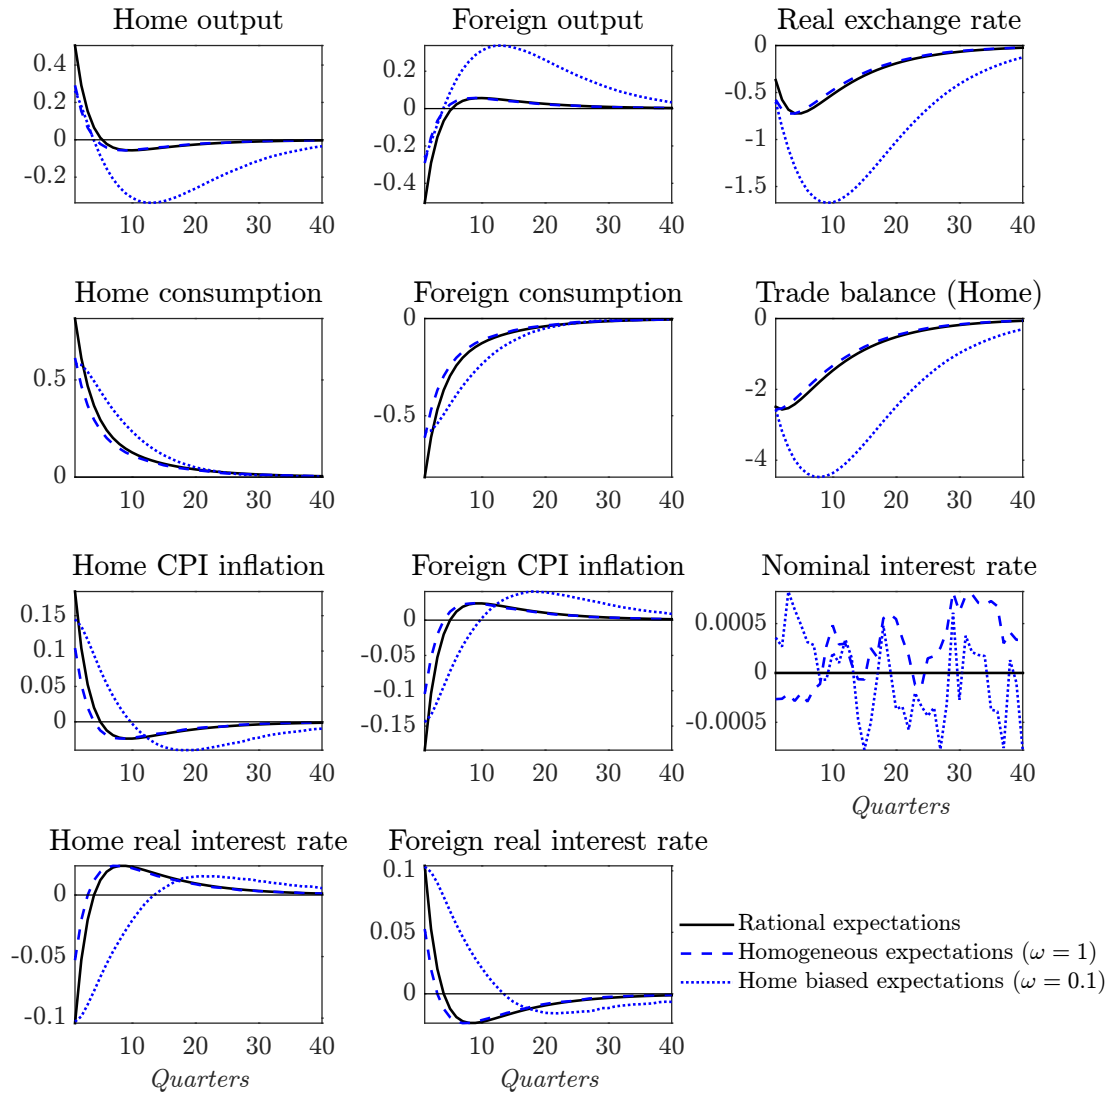 Home output
0.4
0.2
0
-0.2
10 20 30 40
Foreign output
0.2
0
-0.2
-0.4
10 20 30 40
Real exchange rate
0
-0.5
-1
-1.5
10 20 30 40
Home consumption
0.5
0
10 20 30 40
Foreign consumption
0
-0.5
10 20 30 40
Trade balance (Home)
0
-2
-4
10 20 30 40
Home CPI inflation
0.15
0.1
0.05
0
10 20 30 40
Foreign CPI inflation
0
-0.05
-0.1
-0.15
10 20 30 40
Nominal interest rate
0.0005
0
-0.0005
10 20 30 40
Quarters
Home real interest rate
0
-0.05
-0.1
10 20 30 40
Quarters
Foreign real interest rate
0.1
0.05
0
10 20 30 40
Quarters
Rational expectations
Homogeneous expectations (ω = 1)
Home biased expectations (ω = 0.1)